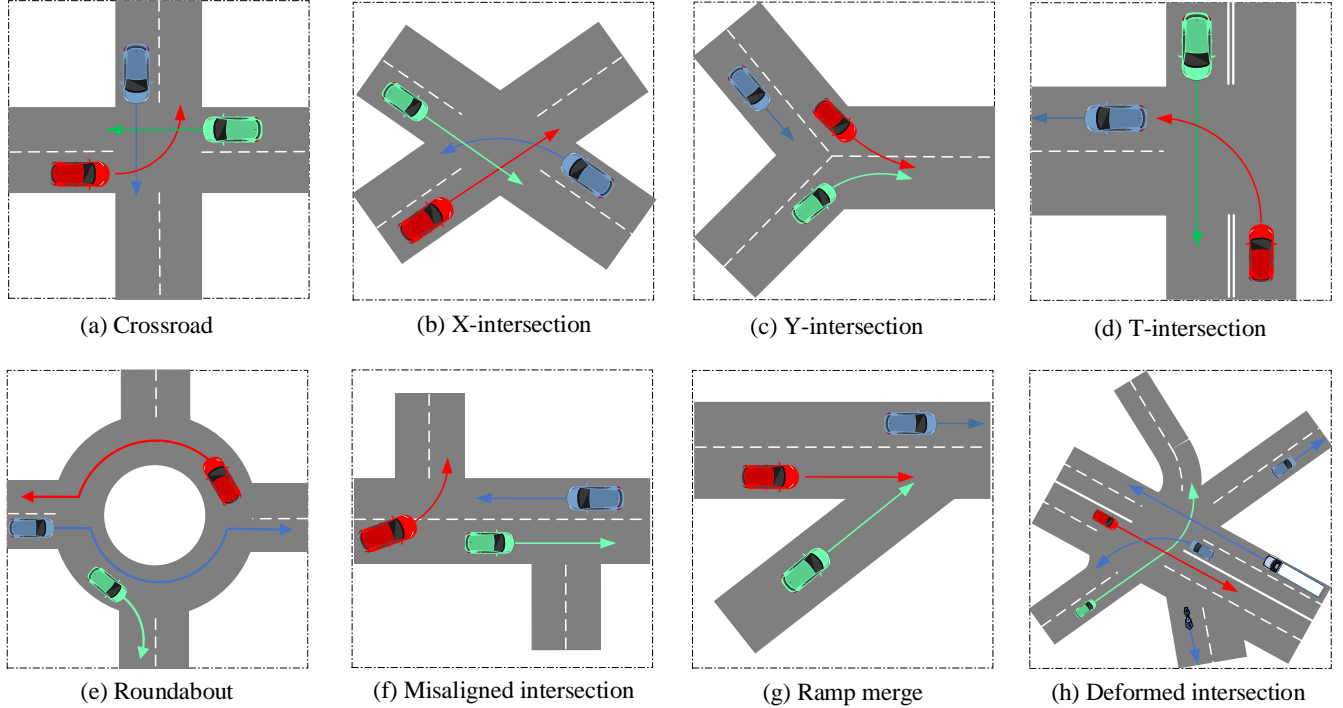 (a) Crossroad
(b) X-intersection
(c) Y-intersection
(d) T-intersection
(e) Roundabout
(f) Misaligned intersection
(g) Ramp merge
(h) Deformed intersection